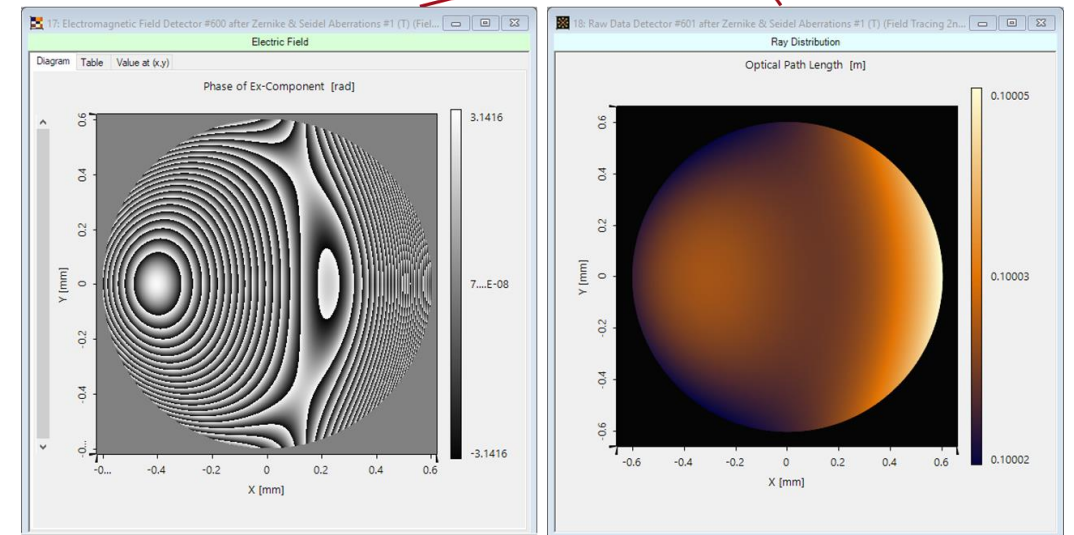 17: Electromagnetic Field Detector #600 after Zernike & Seidel Aberrations #1 (T) (Fiel...
Electric Field
Diagram Table Value at (x,y)
Phase of Ex-Component [rad]
3.1416
7....E-08
-3.1416
0.6
0.4
0.2
0
-0.2
-0.4
-0...
Y [mm]
-0... -0.4 -0.2 0 0.2 0.4 0.6
X [mm]
18: Raw Data Detector #601 after Zernike & Seidel Aberrations #1 (T) (Field Tracing 2n...
Ray Distribution
Optical Path Length [m]
0.10005
0.10003
0.10002
0.6
0.4
0.2
0
-0.2
-0.4
-0.6
Y [mm]
-0.6 -0.4 -0.2 0 0.2 0.4 0.6
X [mm]